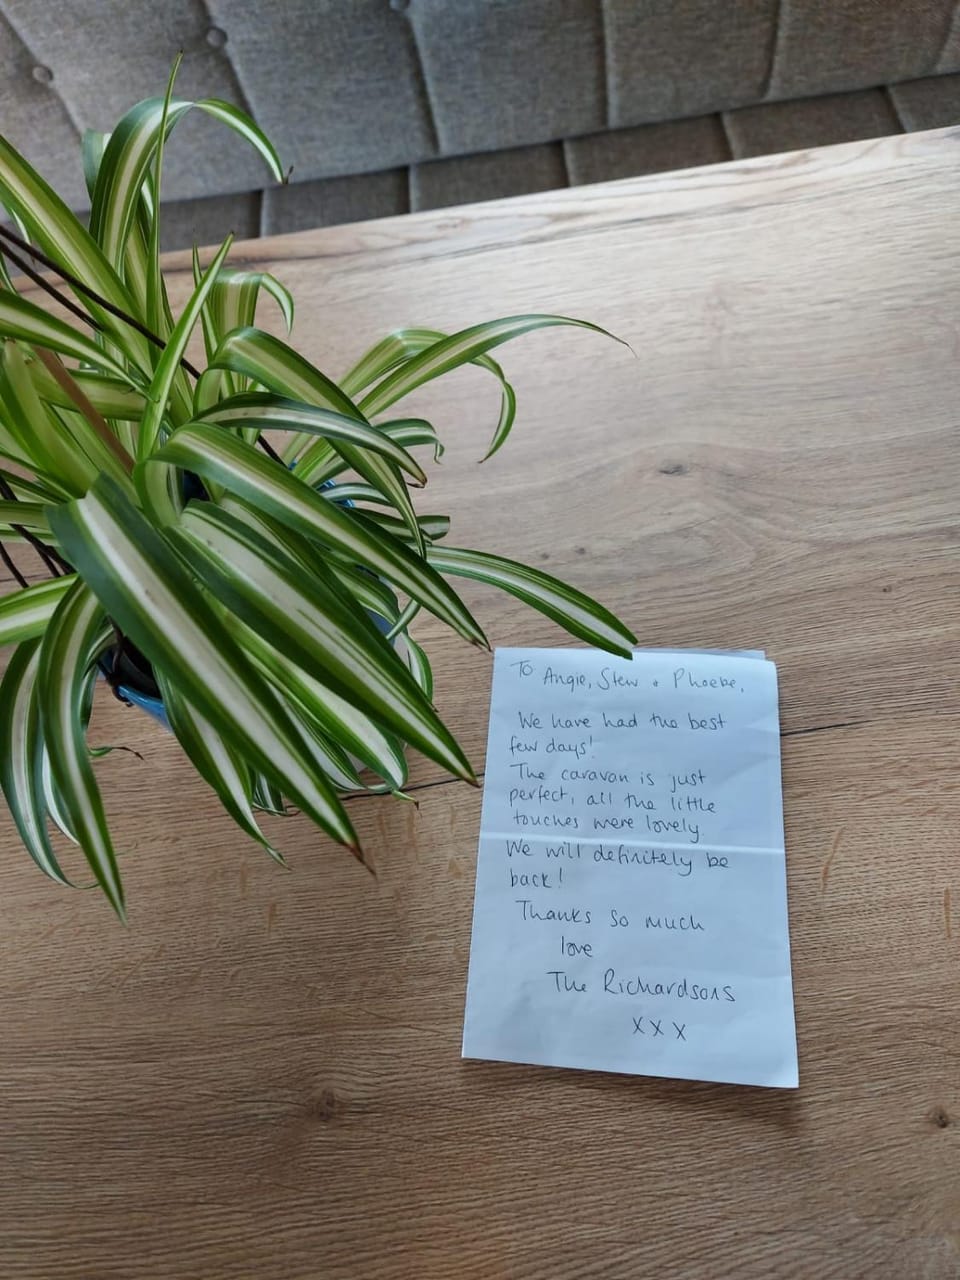 To Angie, Stew + Phoebe,
We have had the best
few days!
The caravan is just
perfect, all the little
touches were lovely.
We will definitely be
back!
Thanks so much
love
The Richardsons
xxx